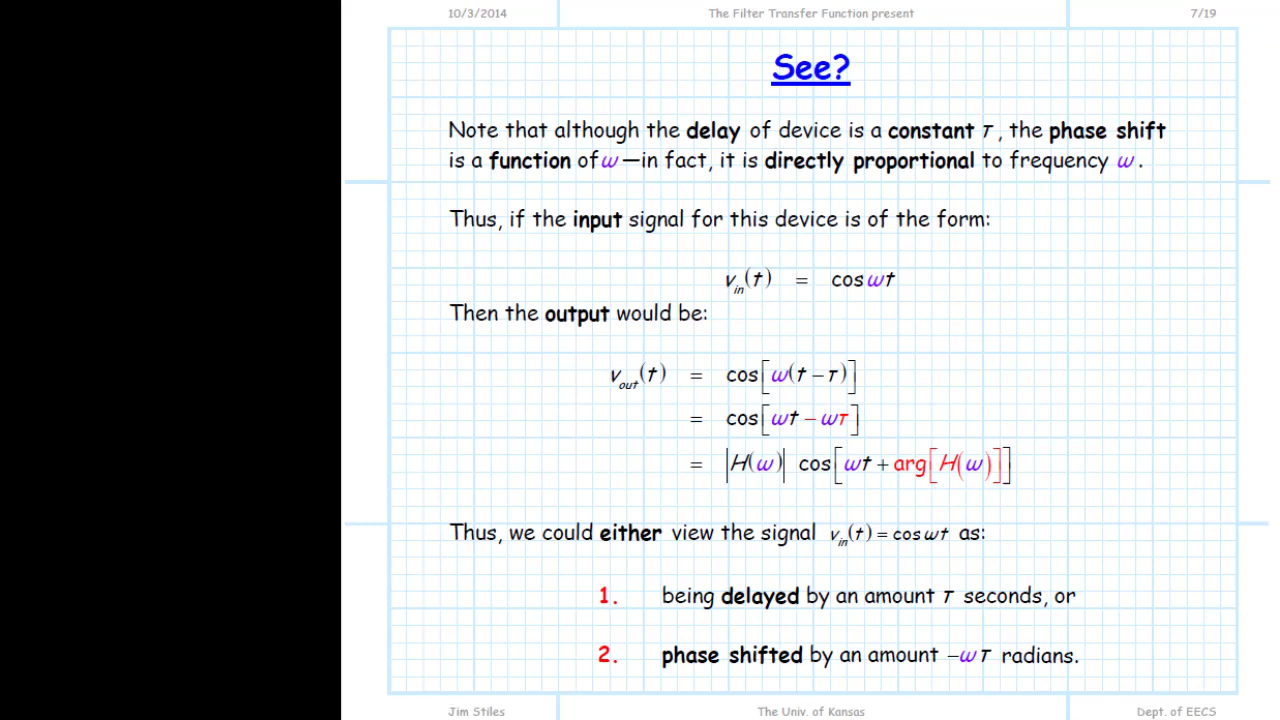 10/3/2014 The Filter Transfer Function present 7/19
See?
Note that although the delay of device is a constant τ, the phase shift
is a function of ω—in fact, it is directly proportional to frequency ω.
Thus, if the input signal for this device is of the form:
v_in(t) = cos ωt
Then the output would be:
v_out(t) = cos[ω(t − τ)]
= cos[ωt − ωτ]
= |H(ω)| cos[ωt + arg[H(ω)]]
Thus, we could either view the signal v_in(t) = cos ωt as:
1. being delayed by an amount τ seconds, or
2. phase shifted by an amount −ωτ radians.
Jim Stiles The Univ. of Kansas Dept. of EECS